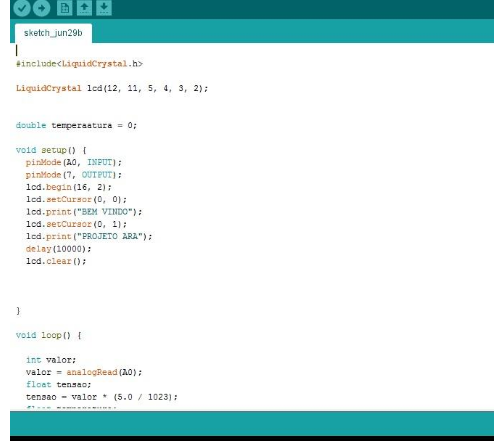 sketch_jun29b
#include<LiquidCrystal.h>
LiquidCrystal lcd(12, 11, 5, 4, 3, 2);
double temperaatura = 0;
void setup() {
pinMode(A0, INPUT);
pinMode(7, OUTPUT);
lcd.begin(16, 2);
lcd.setCursor(0, 0);
lcd.print("BEM VINDO");
lcd.setCursor(0, 1);
lcd.print("PROJETO ARA");
delay(10000);
lcd.clear();
}
void loop() {
int valor;
valor = analogRead(A0);
float tensao;
tensao = valor * (5.0 / 1023);